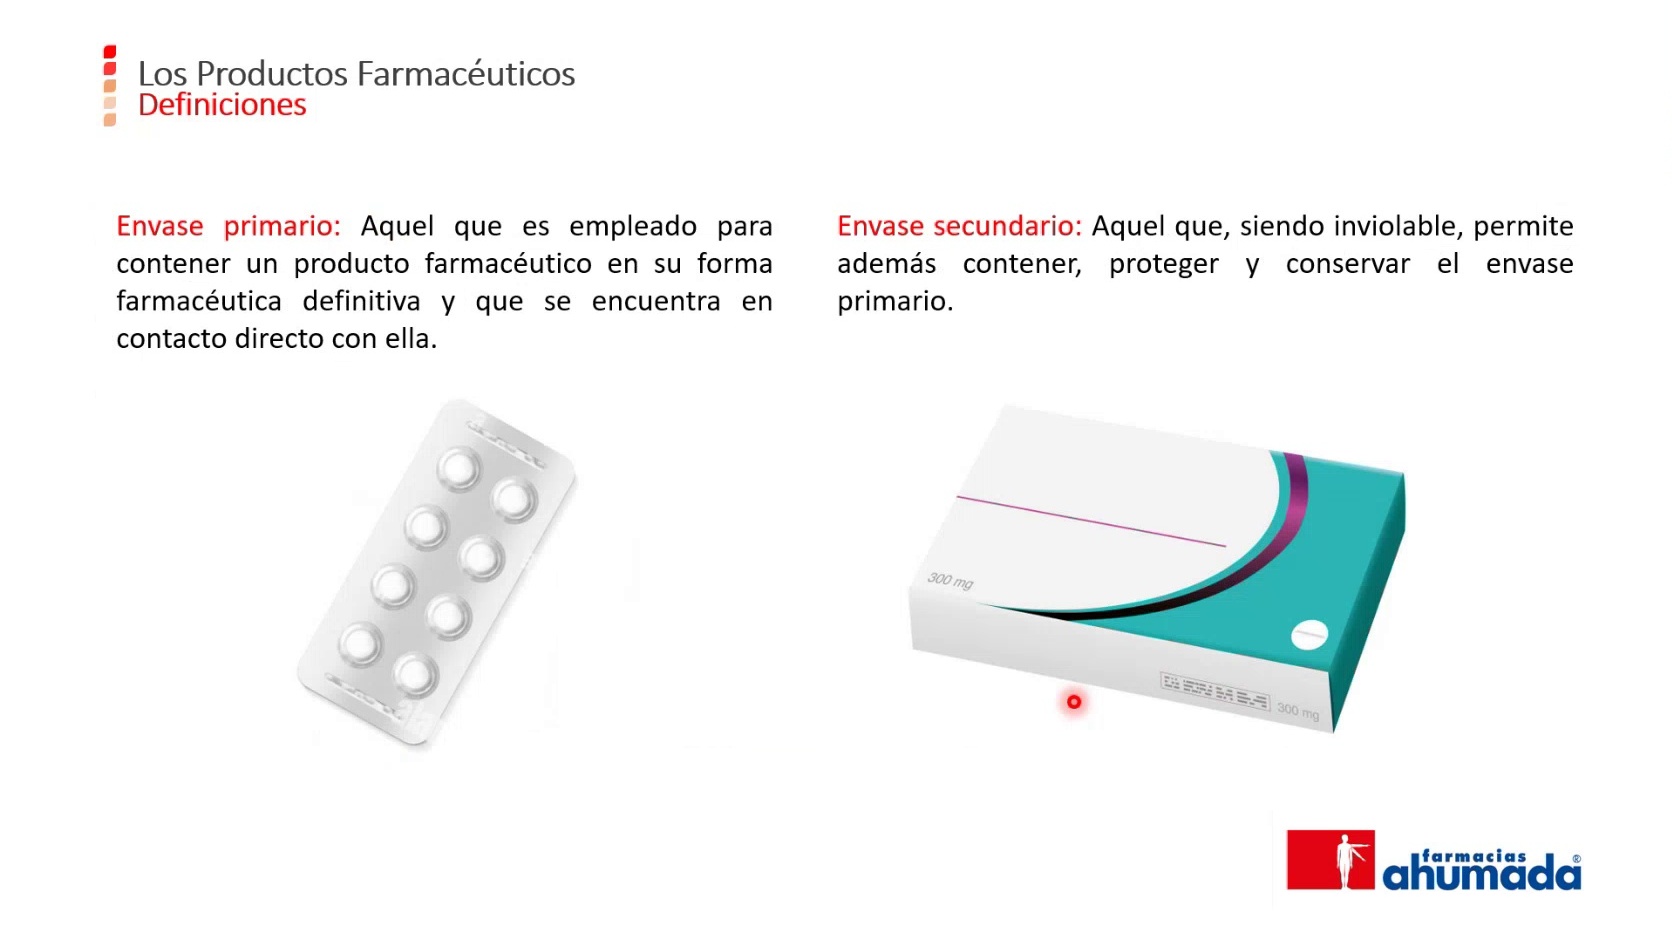 Los Productos Farmacéuticos
Definiciones
Envase primario: Aquel que es empleado para
contener un producto farmacéutico en su forma
farmacéutica definitiva y que se encuentra en
contacto directo con ella.
Envase secundario: Aquel que, siendo inviolable, permite
además contener, proteger y conservar el envase
primario.
300 mg
300 mg
farmacias
ahumada®